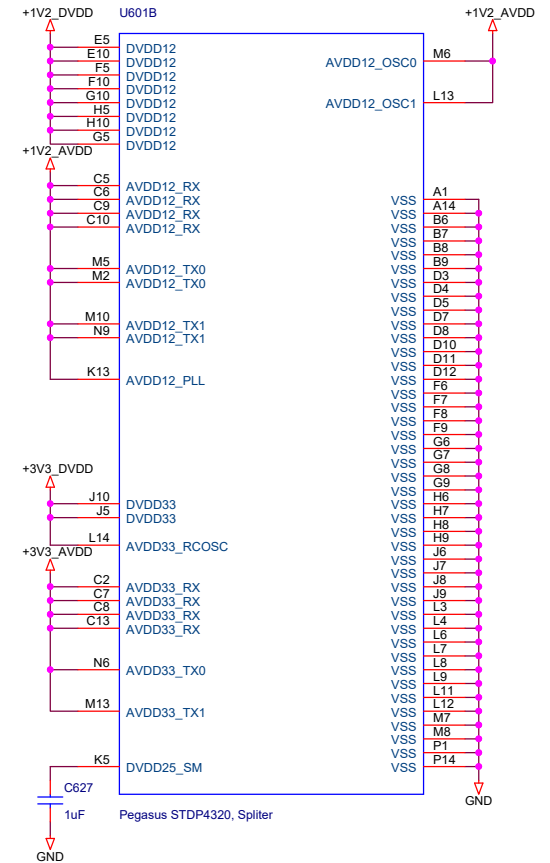 +1V2_DVDD
U601B
+1V2_AVDD
E5 DVDD12
E10 DVDD12
F5 DVDD12
F10 DVDD12
G10 DVDD12
H5 DVDD12
H10 DVDD12
G5 DVDD12
M6 AVDD12_OSC0
L13 AVDD12_OSC1
+1V2_AVDD
C5 AVDD12_RX
C6 AVDD12_RX
C9 AVDD12_RX
C10 AVDD12_RX
M5 AVDD12_TX0
M2 AVDD12_TX0
M10 AVDD12_TX1
N9 AVDD12_TX1
K13 AVDD12_PLL
+3V3_DVDD
J10 DVDD33
J5 DVDD33
L14 AVDD33_RCOSC
+3V3_AVDD
C2 AVDD33_RX
C7 AVDD33_RX
C8 AVDD33_RX
C13 AVDD33_RX
N6 AVDD33_TX0
M13 AVDD33_TX1
K5 DVDD25_SM
VSS A1
VSS A14
VSS B6
VSS B7
VSS B8
VSS B9
VSS D3
VSS D4
VSS D5
VSS D7
VSS D8
VSS D10
VSS D11
VSS D12
VSS F6
VSS F7
VSS F8
VSS F9
VSS G6
VSS G7
VSS G8
VSS G9
VSS H6
VSS H7
VSS H8
VSS H9
VSS J6
VSS J7
VSS J8
VSS J9
VSS L3
VSS L4
VSS L6
VSS L7
VSS L8
VSS L9
VSS L11
VSS L12
VSS M7
VSS M8
VSS P1
VSS P14
C627
1uF
Pegasus STDP4320, Spliter
GND
GND